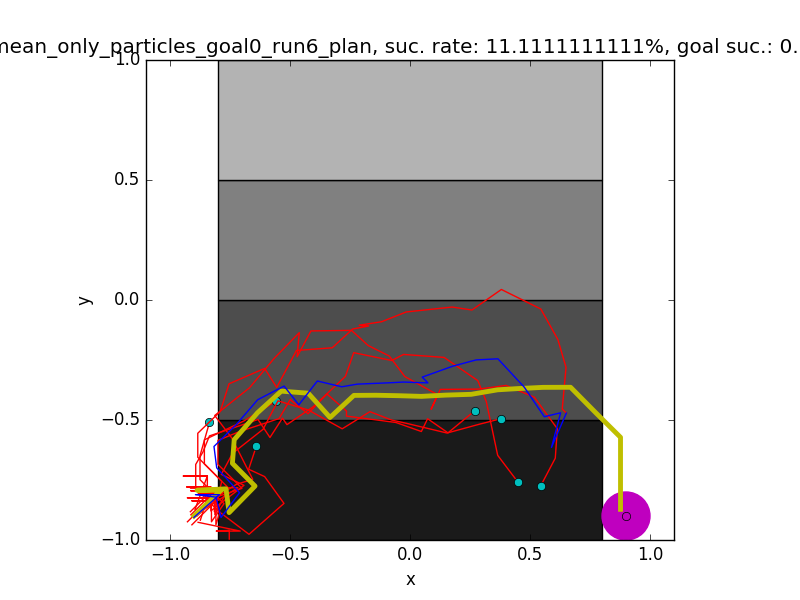 mean_only_particles_goal0_run6_plan, suc. rate: 11.1111111111%, goal suc.: 0.
1.0
0.5
0.0
−0.5
−1.0
y
−1.0 −0.5 0.0 0.5 1.0
x